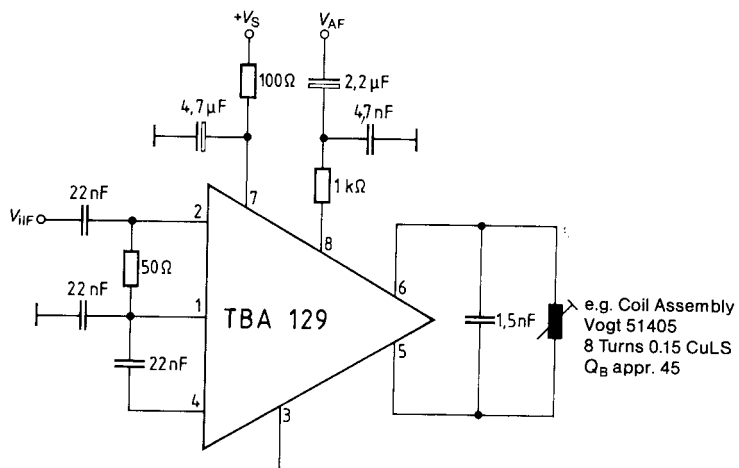 +VS
VAF
100Ω
2,2μF
4,7μF
4,7nF
1kΩ
22nF
7
ViIF
2
8
50Ω
6
22nF
1
TBA 129
1,5nF
e.g. Coil Assembly
Vogt 51405
8 Turns 0.15 CuLS
QB appr. 45
5
22nF
4
3